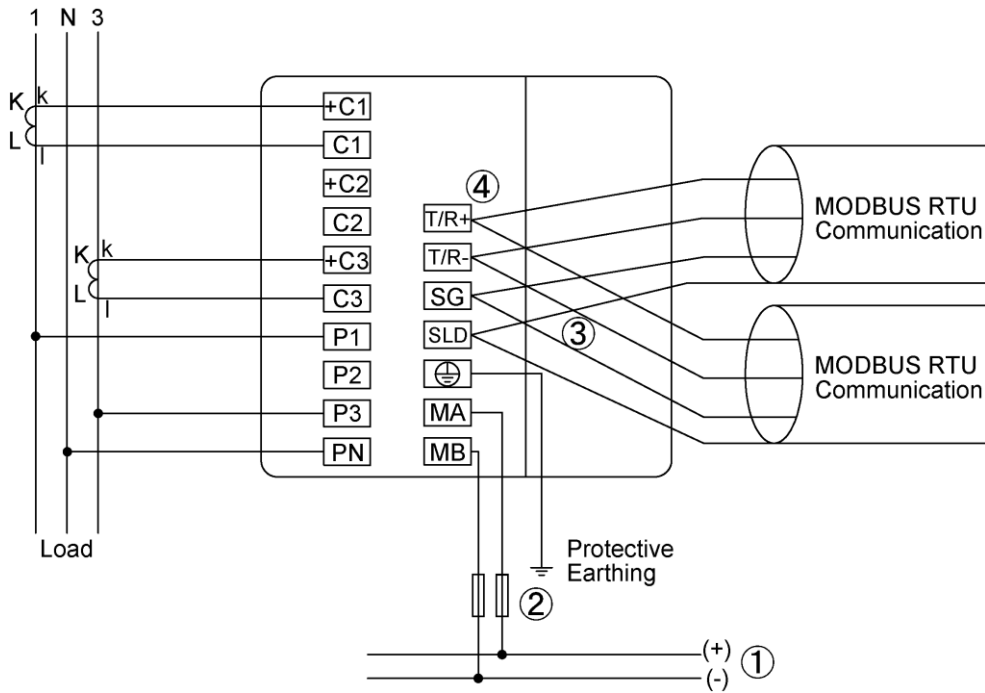 1 N 3
K k
L l
+C1
C1
+C2
C2
K k
L l
+C3
C3
P1
P2
P3
PN
④
T/R+
T/R-
SG
SLD
MA
MB
③
MODBUS RTU
Communication
MODBUS RTU
Communication
Load
Protective
Earthing
②
(+) ①
(-)